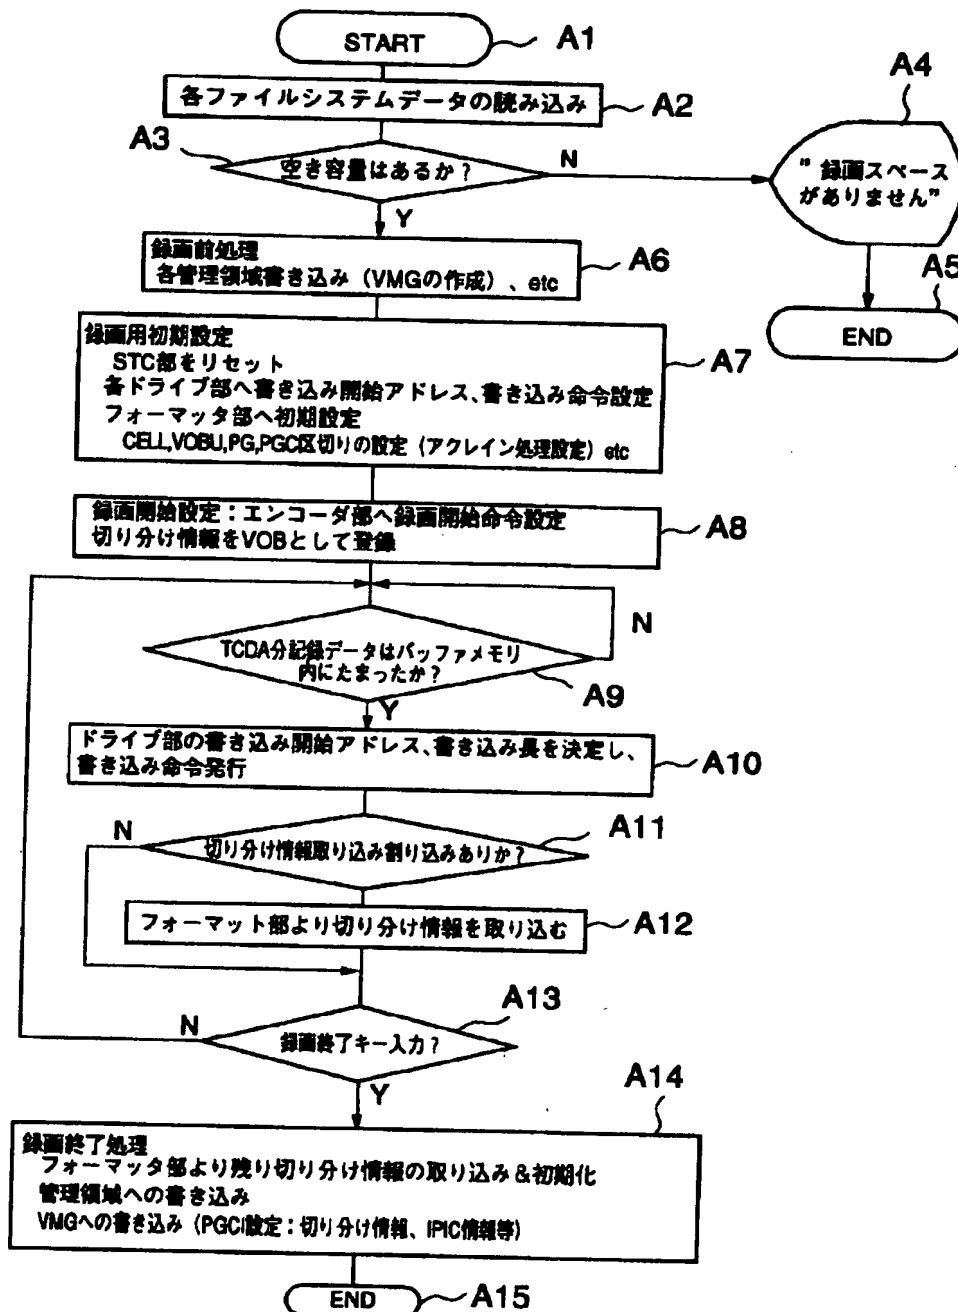 START
A1
各ファイルシステムデータの読み込み
A2
A3
空き容量はあるか?
N
Y
A4
"録画スペース
がありません"
A5
END
録画前処理
各管理領域書き込み(VMGの作成)、etc
A6
録画用初期設定
STC部をリセット
各ドライブ部へ書き込み開始アドレス、書き込み命令設定
フォーマッタ部へ初期設定
CELL,VOBU,PG,PGC区切りの設定(アクレイン処理設定)etc
A7
録画開始設定:エンコーダ部へ録画開始命令設定
切り分け情報をVOBとして登録
A8
TCDA分記録データはバッファメモリ
内にたまったか?
N
A9
Y
ドライブ部の書き込み開始アドレス、書き込み長を決定し、
書き込み命令発行
A10
N
切り分け情報取り込み割り込みありか?
A11
フォーマット部より切り分け情報を取り込む
A12
N
録画終了キー入力?
A13
Y
A14
録画終了処理
フォーマッタ部より残り切り分け情報の取り込み&初期化
管理領域への書き込み
VMGへの書き込み(PGCI設定:切り分け情報、IPIC情報等)
END
A15